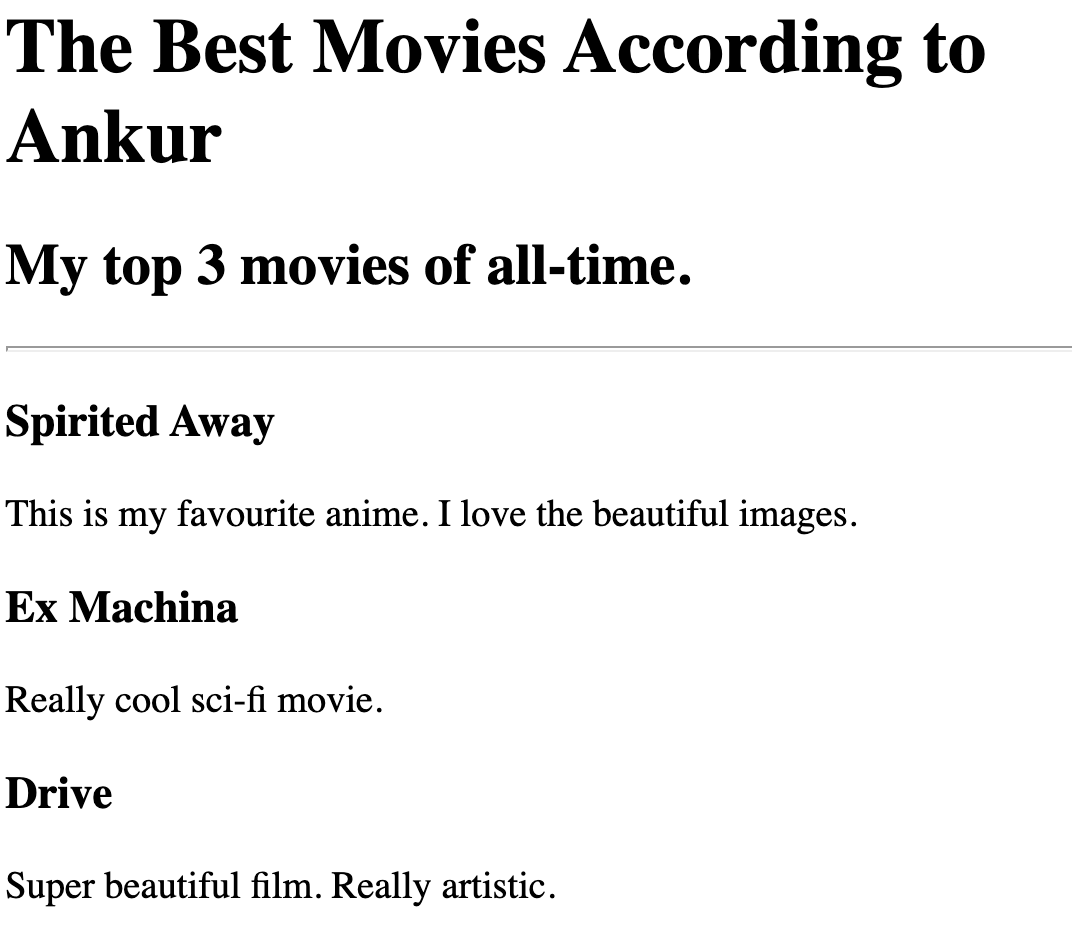 The Best Movies According to
Ankur
My top 3 movies of all-time.
Spirited Away
This is my favourite anime. I love the beautiful images.
Ex Machina
Really cool sci-fi movie.
Drive
Super beautiful film. Really artistic.